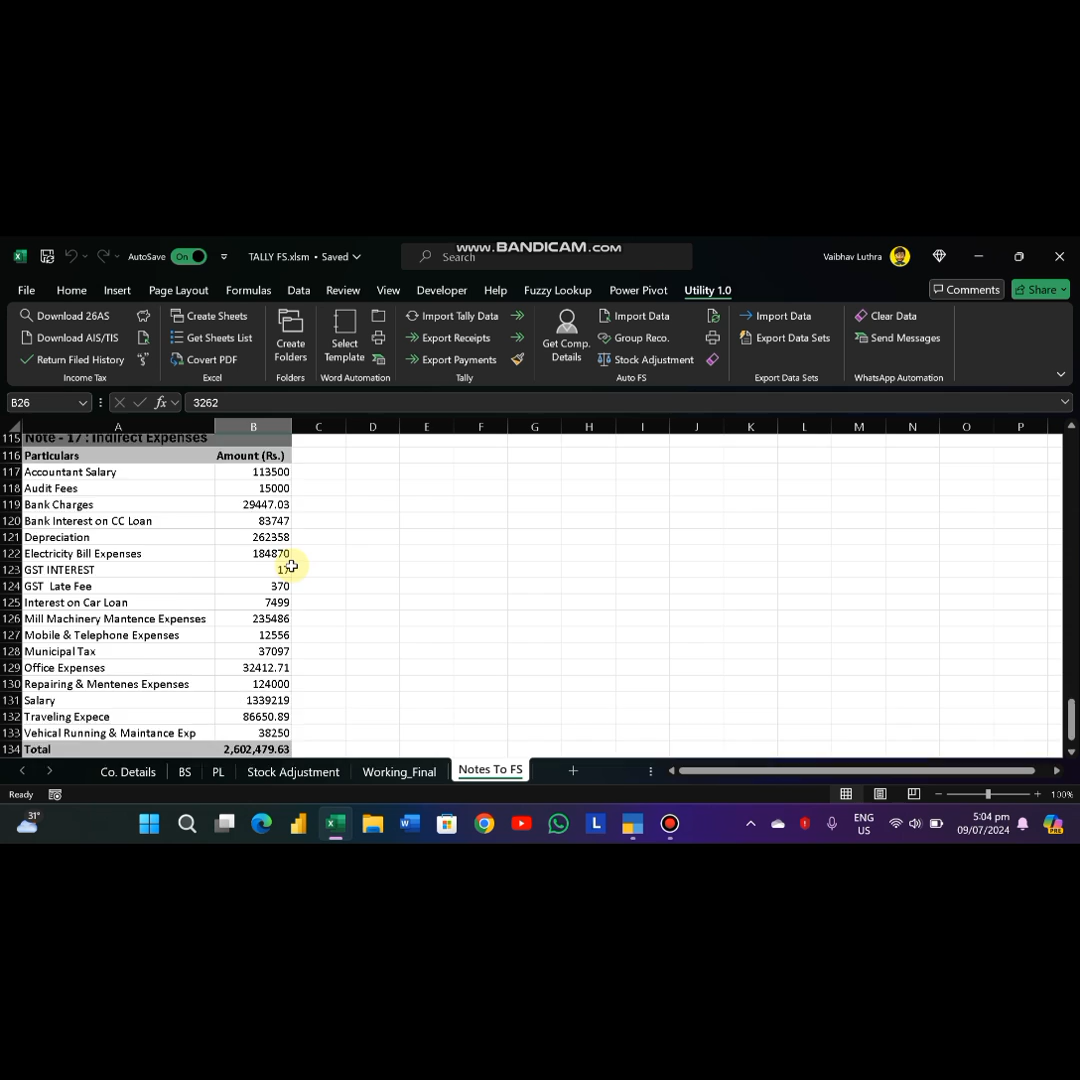 www.BANDICAM.com
AutoSave On TALLY FS.xlsm • Saved Search Vaibhav Luthra
File Home Insert Page Layout Formulas Data Review View Developer Help Fuzzy Lookup Power Pivot Utility 1.0 Comments Share
Download 26AS Create Sheets Import Tally Data Import Data Import Data Clear Data
Download AIS/TIS Get Sheets List Export Receipts Group Reco. Export Data Sets Send Messages
Return Filed History Covert PDF Create Folders Select Template Export Payments Get Comp. Details Stock Adjustment
Income Tax Excel Folders Word Automation Tally Auto FS Export Data Sets WhatsApp Automation
B26 fx 3262
A B C D E F G H I J K L M N O P
115 Note - 17 : Indirect Expenses
116 Particulars Amount (Rs.)
117 Accountant Salary 113500
118 Audit Fees 15000
119 Bank Charges 29447.03
120 Bank Interest on CC Loan 83747
121 Depreciation 262358
122 Electricity Bill Expenses 184870
123 GST INTEREST
124 GST Late Fee 370
125 Interest on Car Loan 7499
126 Mill Machinery Mantence Expenses 235486
127 Mobile & Telephone Expenses 12556
128 Municipal Tax 37097
129 Office Expenses 32412.71
130 Repairing & Mentenes Expenses 124000
131 Salary 1339219
132 Traveling Expece 86650.89
133 Vehical Running & Maintance Exp 38250
134 Total 2,602,479.63
Co. Details BS PL Stock Adjustment Working_Final Notes To FS
Ready 100%
31° ENG 5:04 pm
US 09/07/2024